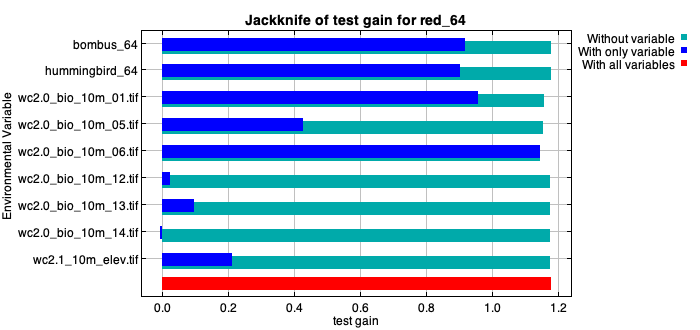 Jackknife of test gain for red_64
Without variable
With only variable
With all variables
Environmental Variable
bombus_64
hummingbird_64
wc2.0_bio_10m_01.tif
wc2.0_bio_10m_05.tif
wc2.0_bio_10m_06.tif
wc2.0_bio_10m_12.tif
wc2.0_bio_10m_13.tif
wc2.0_bio_10m_14.tif
wc2.1_10m_elev.tif
0.0 0.2 0.4 0.6 0.8 1.0 1.2
test gain